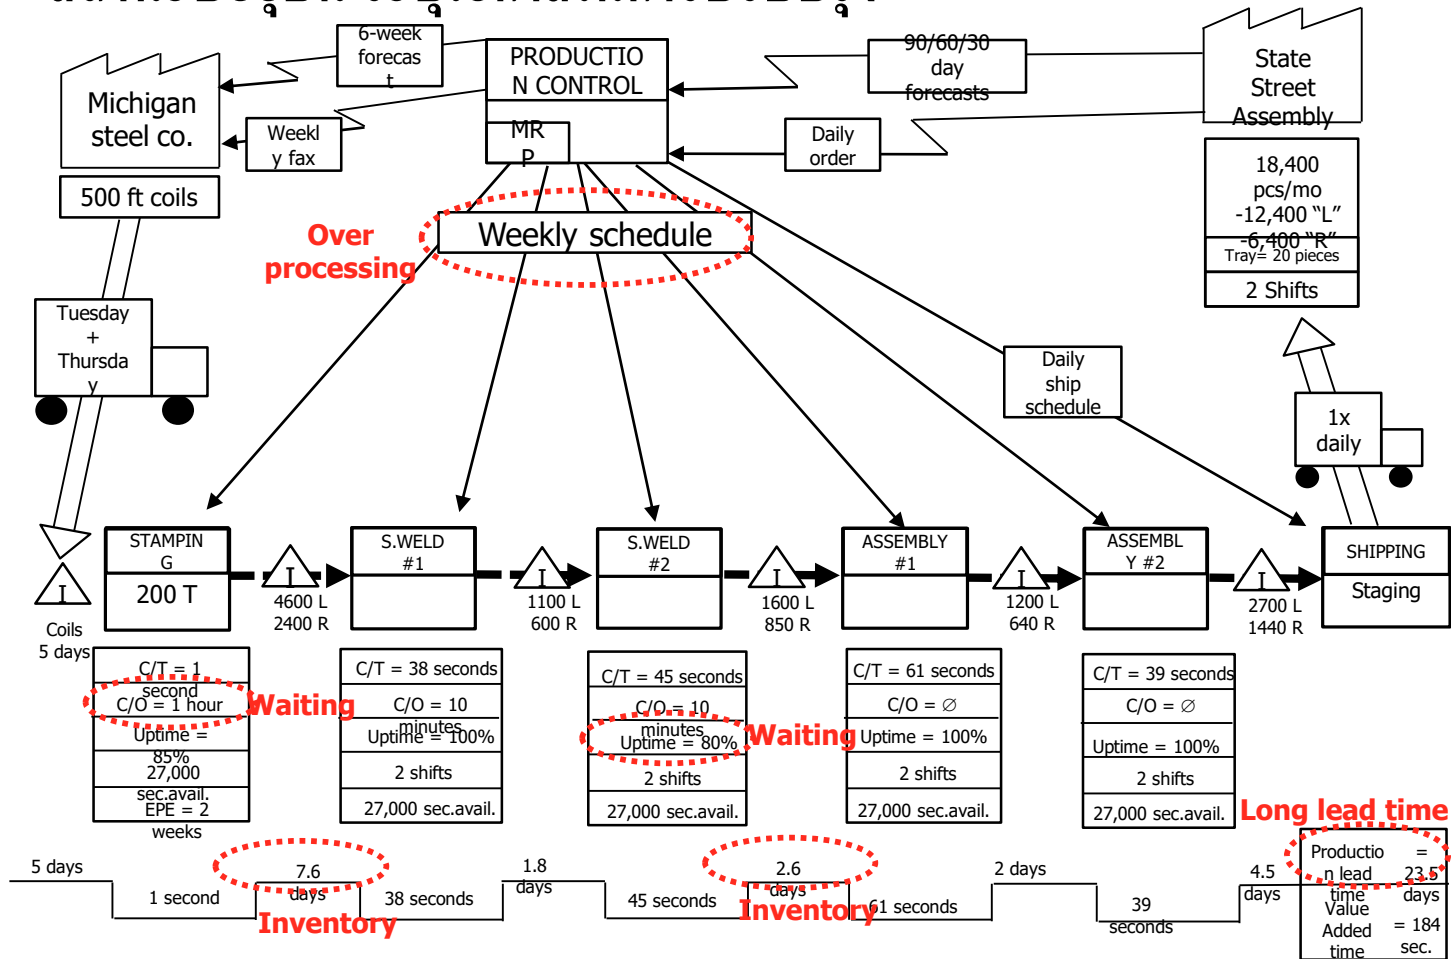 6-week
forecas
t
PRODUCTIO
N CONTROL
MR
P
90/60/30
day
forecasts
State
Street
Assembly
Michigan
steel co.
Weekl
y fax
Daily
order
18,400
pcs/mo
-12,400 “L”
-6,400 “R”
Tray= 20 pieces
2 Shifts
500 ft coils
Over
processing
Weekly schedule
Tuesday
+
Thursda
y
Daily
ship
schedule
1x
daily
STAMPIN
G
200 T
S.WELD
#1
S.WELD
#2
ASSEMBLY
#1
ASSEMBL
Y #2
SHIPPING
Staging
I
I
I
I
I
I
Coils
5 days
4600 L
2400 R
1100 L
600 R
1600 L
850 R
1200 L
640 R
2700 L
1440 R
C/T = 1
second
C/O = 1 hour
Uptime =
85%
27,000
sec.avail.
EPE = 2
weeks
Waiting
C/T = 38 seconds
C/O = 10
minutes
Uptime = 100%
2 shifts
27,000 sec.avail.
C/T = 45 seconds
C/O = 10
minutes
Uptime = 80%
2 shifts
27,000 sec.avail.
Waiting
C/T = 61 seconds
C/O = ∅
Uptime = 100%
2 shifts
27,000 sec.avail.
C/T = 39 seconds
C/O = ∅
Uptime = 100%
2 shifts
27,000 sec.avail.
Long lead time
5 days
1 second
7.6
days
Inventory
38 seconds
1.8
days
45 seconds
2.6
days
Inventory
61 seconds
2 days
39
seconds
4.5
days
Productio
n lead
time
=
23.5
days
Value
Added
time
= 184
sec.